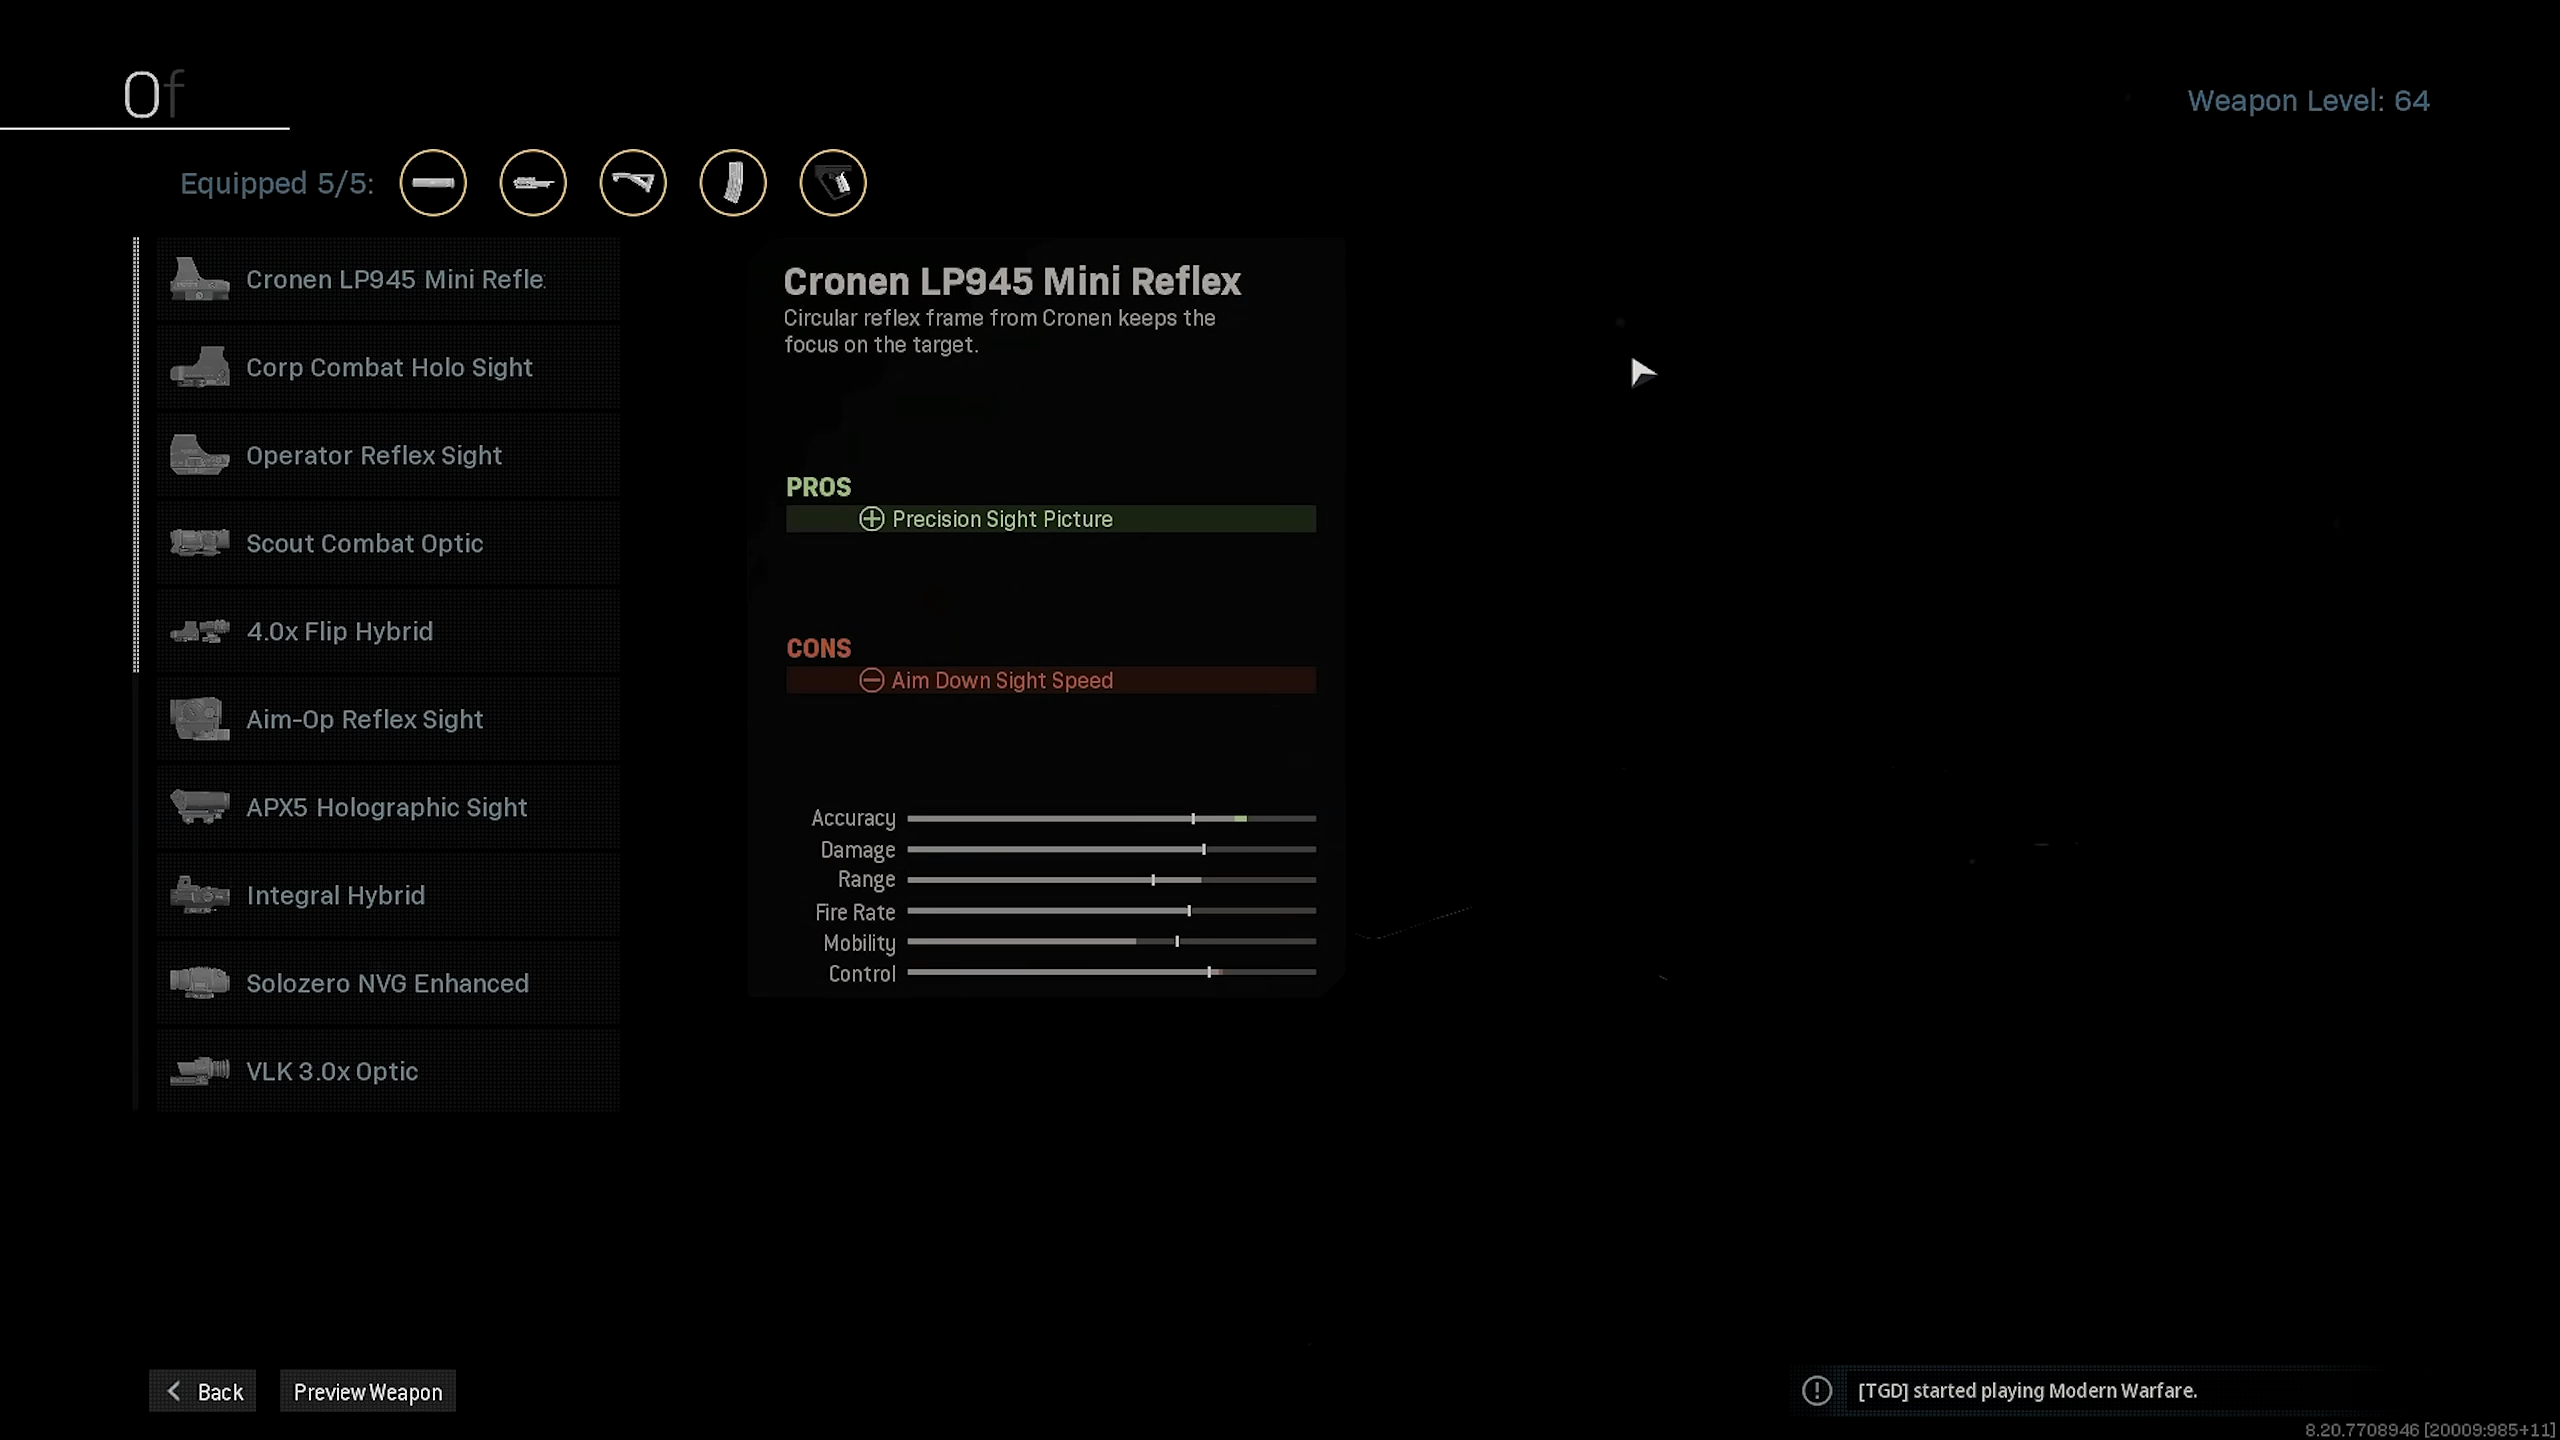 Of
Weapon Level: 64
Equipped 5/5:
Cronen LP945 Mini Refle
Corp Combat Holo Sight
Operator Reflex Sight
Scout Combat Optic
4.0x Flip Hybrid
Aim-Op Reflex Sight
APX5 Holographic Sight
Integral Hybrid
Solozero NVG Enhanced
VLK 3.0x Optic
Cronen LP945 Mini Reflex
Circular reflex frame from Cronen keeps the
focus on the target.
PROS
Precision Sight Picture
CONS
Aim Down Sight Speed
Accuracy
Damage
Range
Fire Rate
Mobility
Control
Back
Preview Weapon
[TGD] started playing Modern Warfare.
8.20.7708946 [20009:985+11]